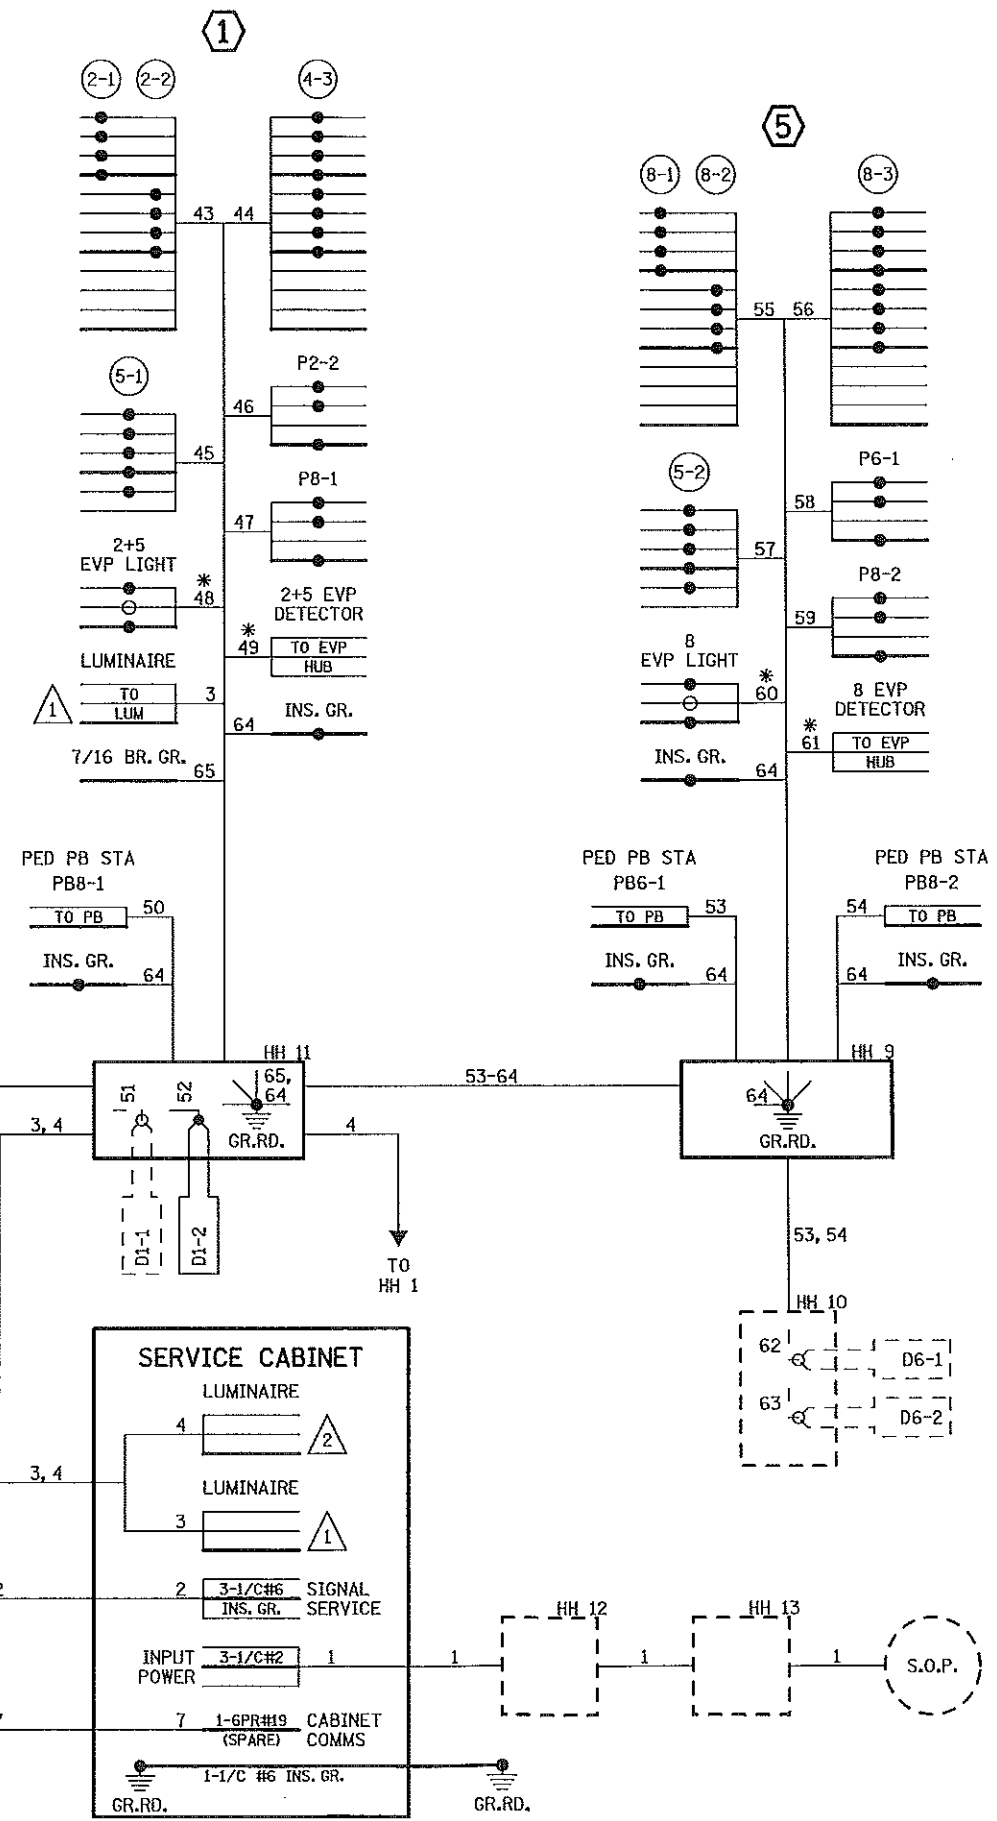 1
2-1 2-2 4-3
5
8-1 8-2 8-3
43 44
55 56
5-1
P2-2
46
45
P8-1
47
5-2
P6-1
58
57
P8-2
59
2+5
EVP LIGHT
*
48
2+5 EVP
DETECTOR
*
49
TO EVP
HUB
LUMINAIRE
1
TO
LUM
3
INS. GR.
64
7/16 BR. GR.
65
8
EVP LIGHT
*
60
8 EVP
DETECTOR
*
61
TO EVP
HUB
INS. GR.
64
PED PB STA
PB8-1
TO PB
50
INS. GR.
64
PED PB STA
PB6-1
TO PB
53
INS. GR.
64
PED PB STA
PB8-2
54
TO PB
INS. GR.
64
HH 11
51
52
65,
64
GR.RD.
D1-1
D1-2
3, 4
53-64
4
TO
HH 1
HH 9
64
GR.RD.
53, 54
HH 10
62
D6-1
63
D6-2
SERVICE CABINET
LUMINAIRE
4
2
3, 4
LUMINAIRE
3
1
2
2
3-1/C#6
INS. GR.
SIGNAL
SERVICE
INPUT
POWER
3-1/C#2
1
1
HH 12
1
HH 13
1
S.O.P.
7
7
1-6PR#19
(SPARE)
CABINET
COMMS
1-1/C #6 INS. GR.
GR.RD.
GR.RD.